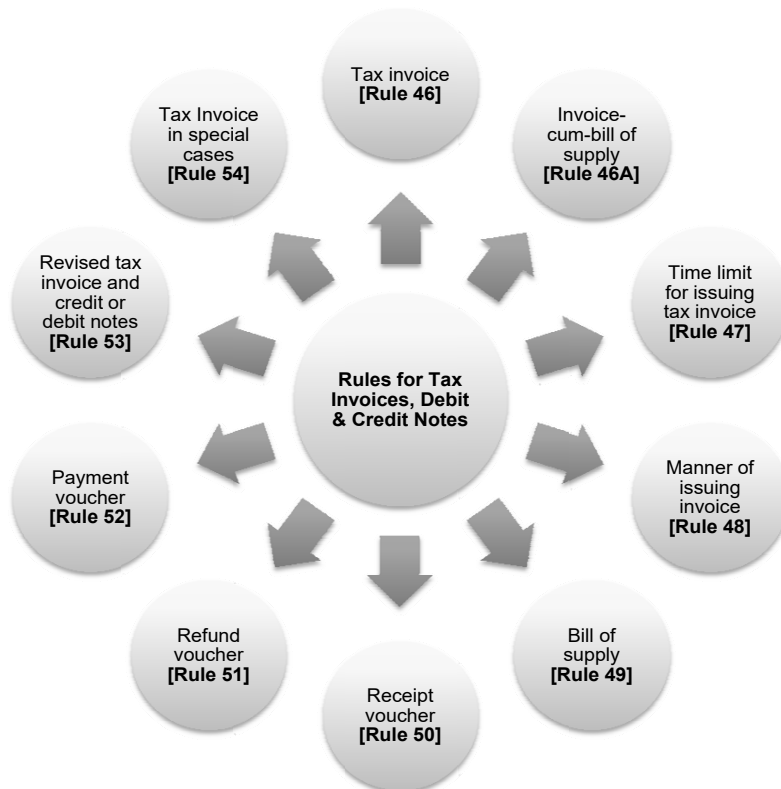 Tax invoice
[Rule 46]
Invoice-
cum-bill of
supply
[Rule 46A]
Time limit
for issuing
tax invoice
[Rule 47]
Manner of
issuing
invoice
[Rule 48]
Bill of
supply
[Rule 49]
Receipt
voucher
[Rule 50]
Refund
voucher
[Rule 51]
Payment
voucher
[Rule 52]
Revised tax
invoice and
credit or
debit notes
[Rule 53]
Tax Invoice
in special
cases
[Rule 54]
Rules for Tax
Invoices, Debit
& Credit Notes